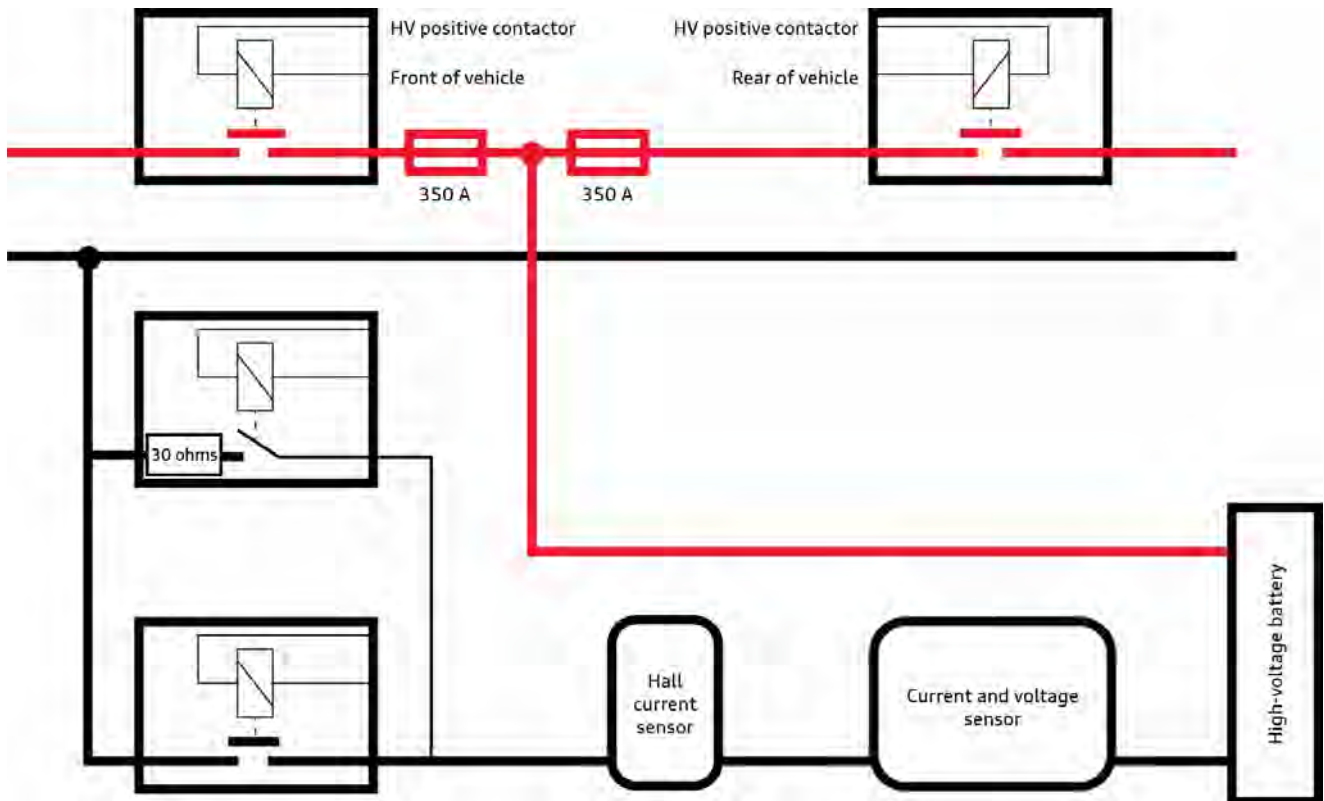 HV positive contactor
Front of vehicle
HV positive contactor
Rear of vehicle
350 A
350 A
30 ohms
Hall
current
sensor
Current and voltage
sensor
High-voltage battery